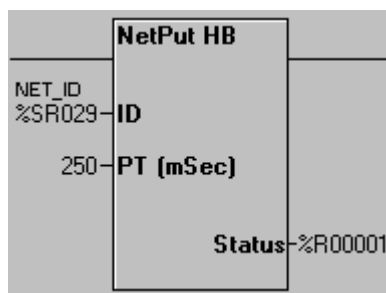 NetPut HB
NET_ID
%SR029 ID
250 PT (mSec)
Status %R00001